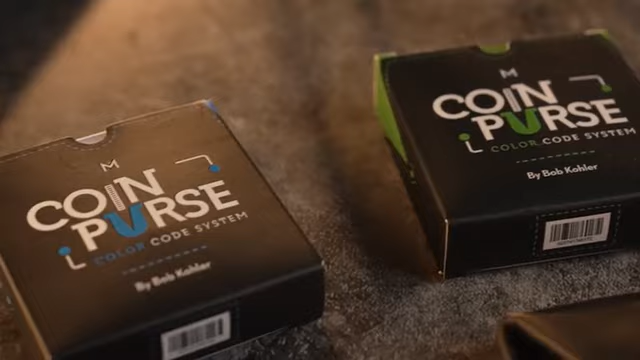 M
COIN
PURSE
COLOR CODE SYSTEM
By Bob Kohler
M
COIN
PURSE
COLOR CODE SYSTEM
By Bob Kohler